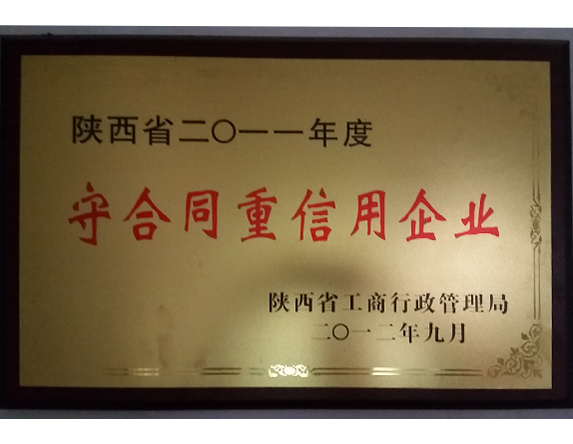 陕西省二〇一一年度
守合同重信用企业
陕西省工商行政管理局
二〇一二年九月